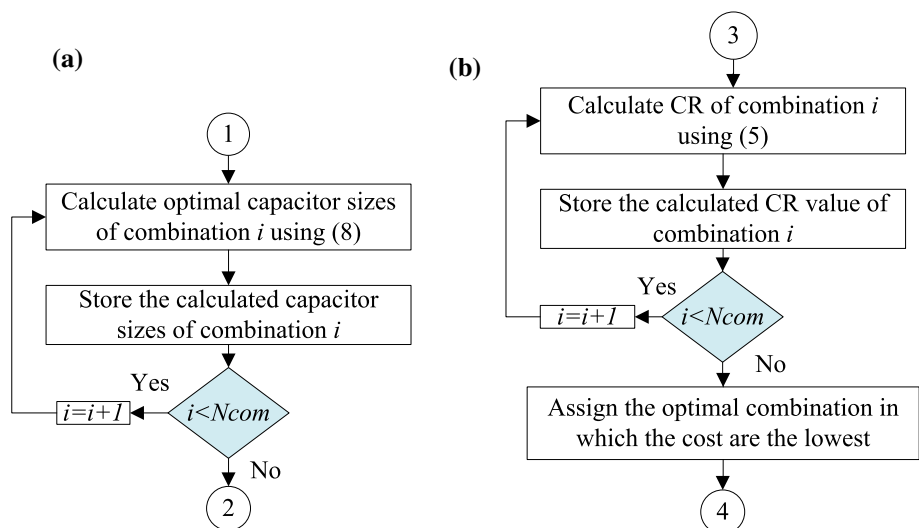 (a)
1
Calculate optimal capacitor sizes
of combination i using (8)
Store the calculated capacitor
sizes of combination i
Yes
i=i+1
i<Ncom
No
2
(b)
3
Calculate CR of combination i
using (5)
Store the calculated CR value of
combination i
Yes
i=i+1
i<Ncom
No
Assign the optimal combination in
which the cost are the lowest
4